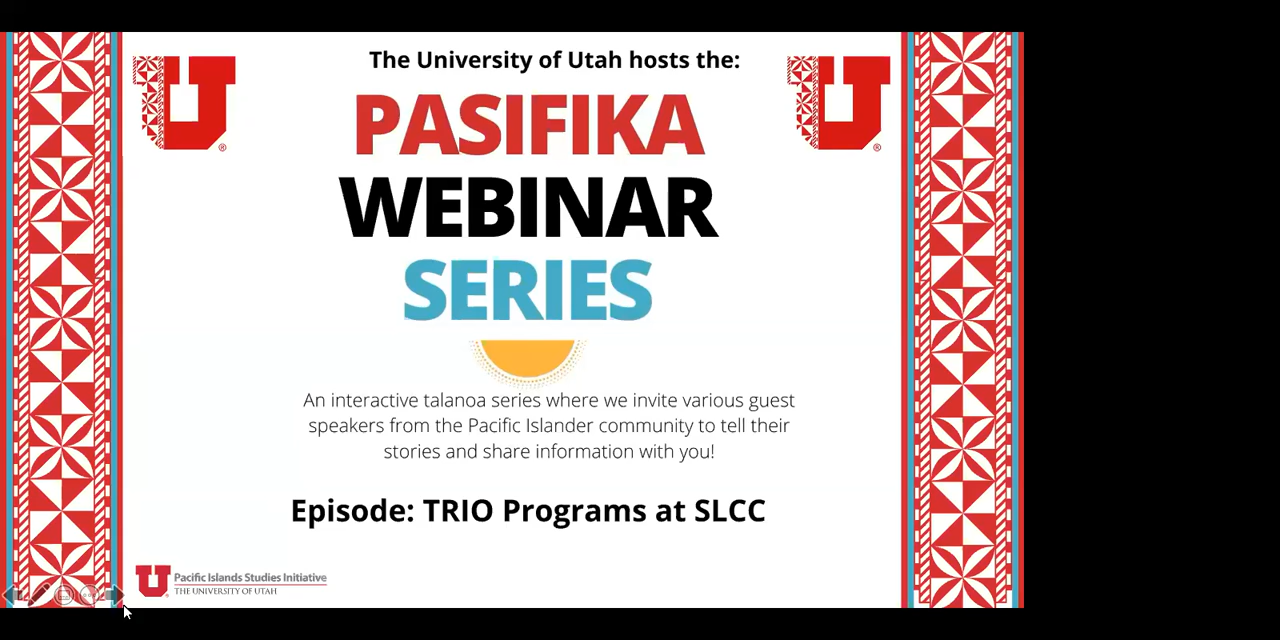 The University of Utah hosts the:
PASIFIKA
WEBINAR
SERIES
An interactive talanoa series where we invite various guest
speakers from the Pacific Islander community to tell their
stories and share information with you!
Episode: TRIO Programs at SLCC
U Pacific Islands Studies Initiative
THE UNIVERSITY OF UTAH
U ®
U ®